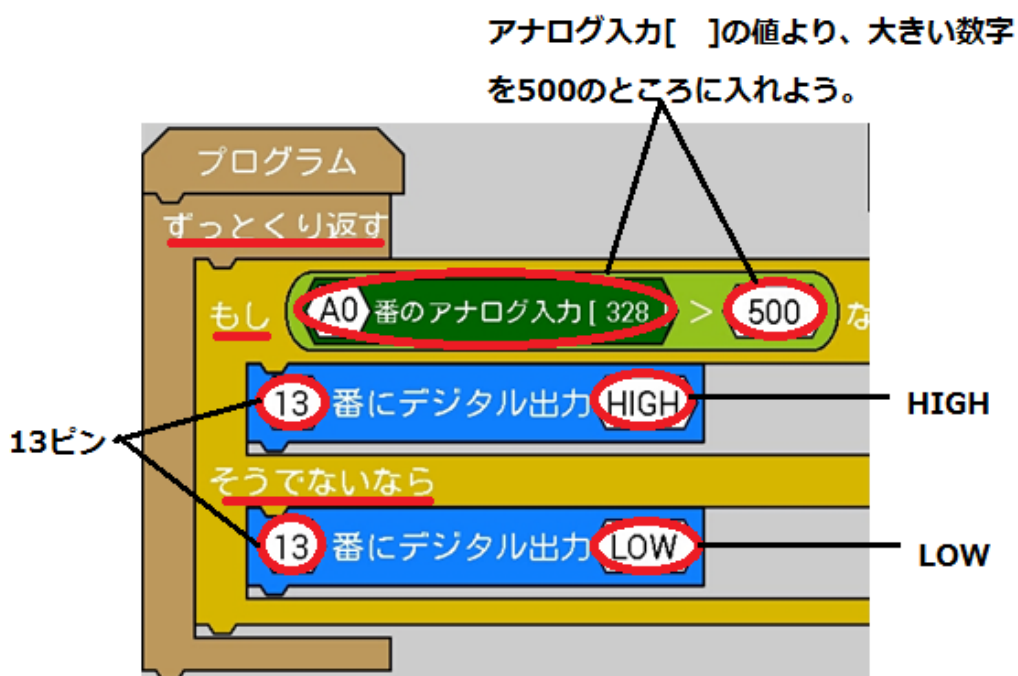 アナログ入力[　]の値より、大きい数字
を500のところに入れよう。
プログラム
ずっとくり返す
もし A0 番のアナログ入力[ 328 ] > 500 な
13 番にデジタル出力 HIGH
HIGH
13ピン
そうでないなら
13 番にデジタル出力 LOW
LOW